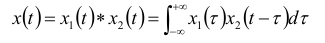 x(t) = x₁(t) * x₂(t) = ∫₋∞⁺∞ x₁(τ)x₂(t − τ)dτ